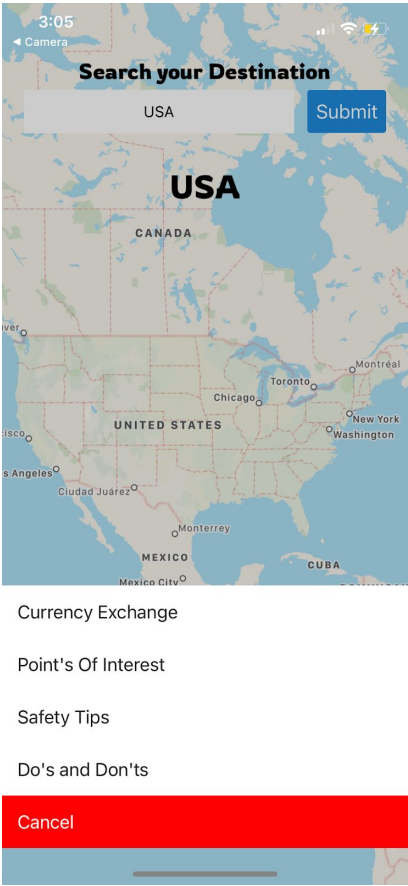 3:05
◀ Camera
Search your Destination
USA
Submit
USA
CANADA
Montréal
Toronto
Chicago
New York
UNITED STATES
Washington
s Angeles
Ciudad Juárez
Monterrey
MEXICO
CUBA
Mexico City
Currency Exchange
Point's Of Interest
Safety Tips
Do's and Don'ts
Cancel